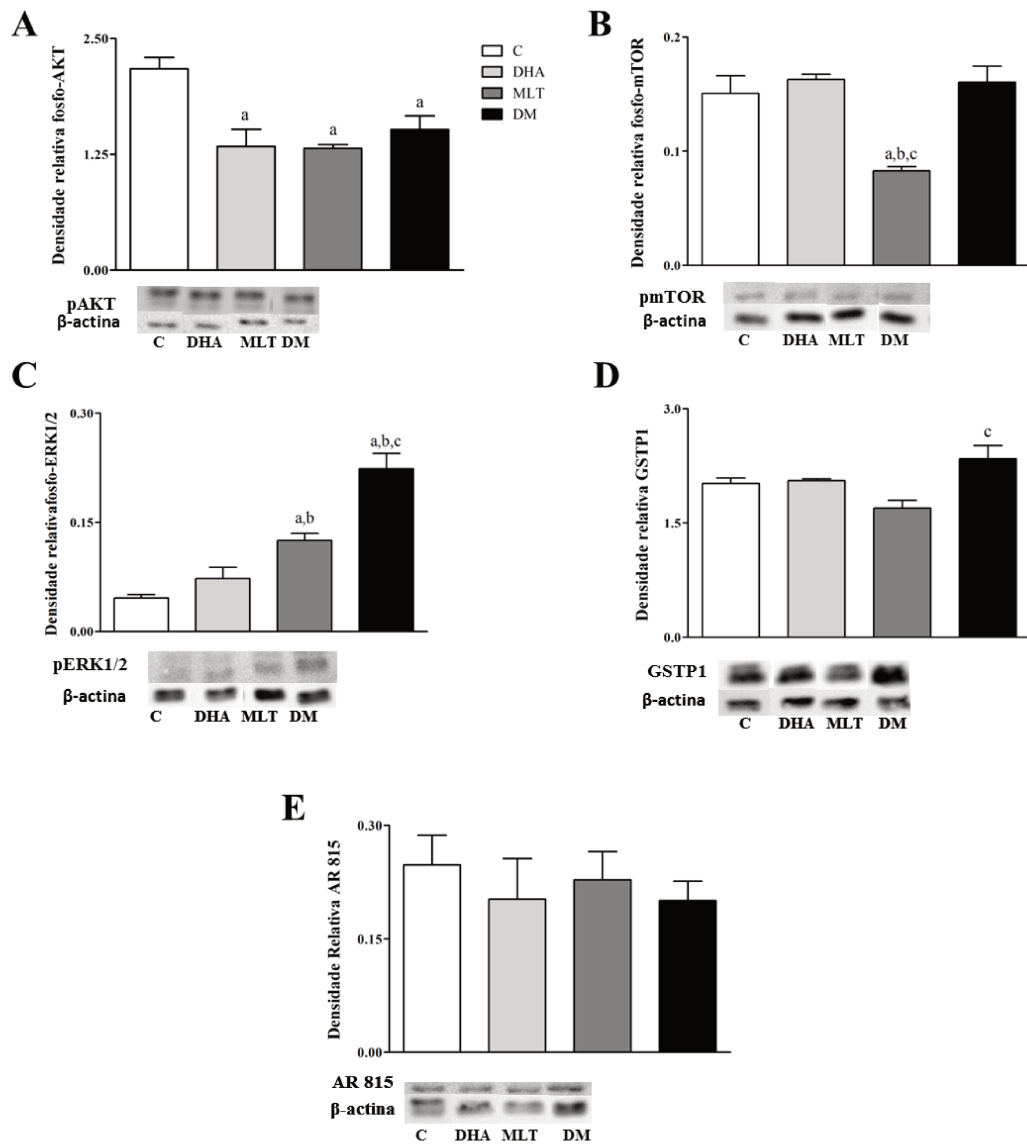 A
2.50
1.25
0.00
Densidade relativa fosfo-AKT
a
a
a
C
DHA
MLT
DM
pAKT
β-actina
C DHA MLT DM
B
0.2
0.1
0.0
Densidade relativa fosfo-mTOR
a,b,c
pmTOR
β-actina
C DHA MLT DM
C
0.30
0.15
0.00
Densidade relativafosfo-ERK1/2
a,b
a,b,c
pERK1/2
β-actina
C DHA MLT DM
D
3.0
1.5
0.0
Densidade relativa GSTP1
c
GSTP1
β-actina
C DHA MLT DM
E
0.30
0.15
0.00
Densidade Relativa AR 815
AR 815
β-actina
C DHA MLT DM